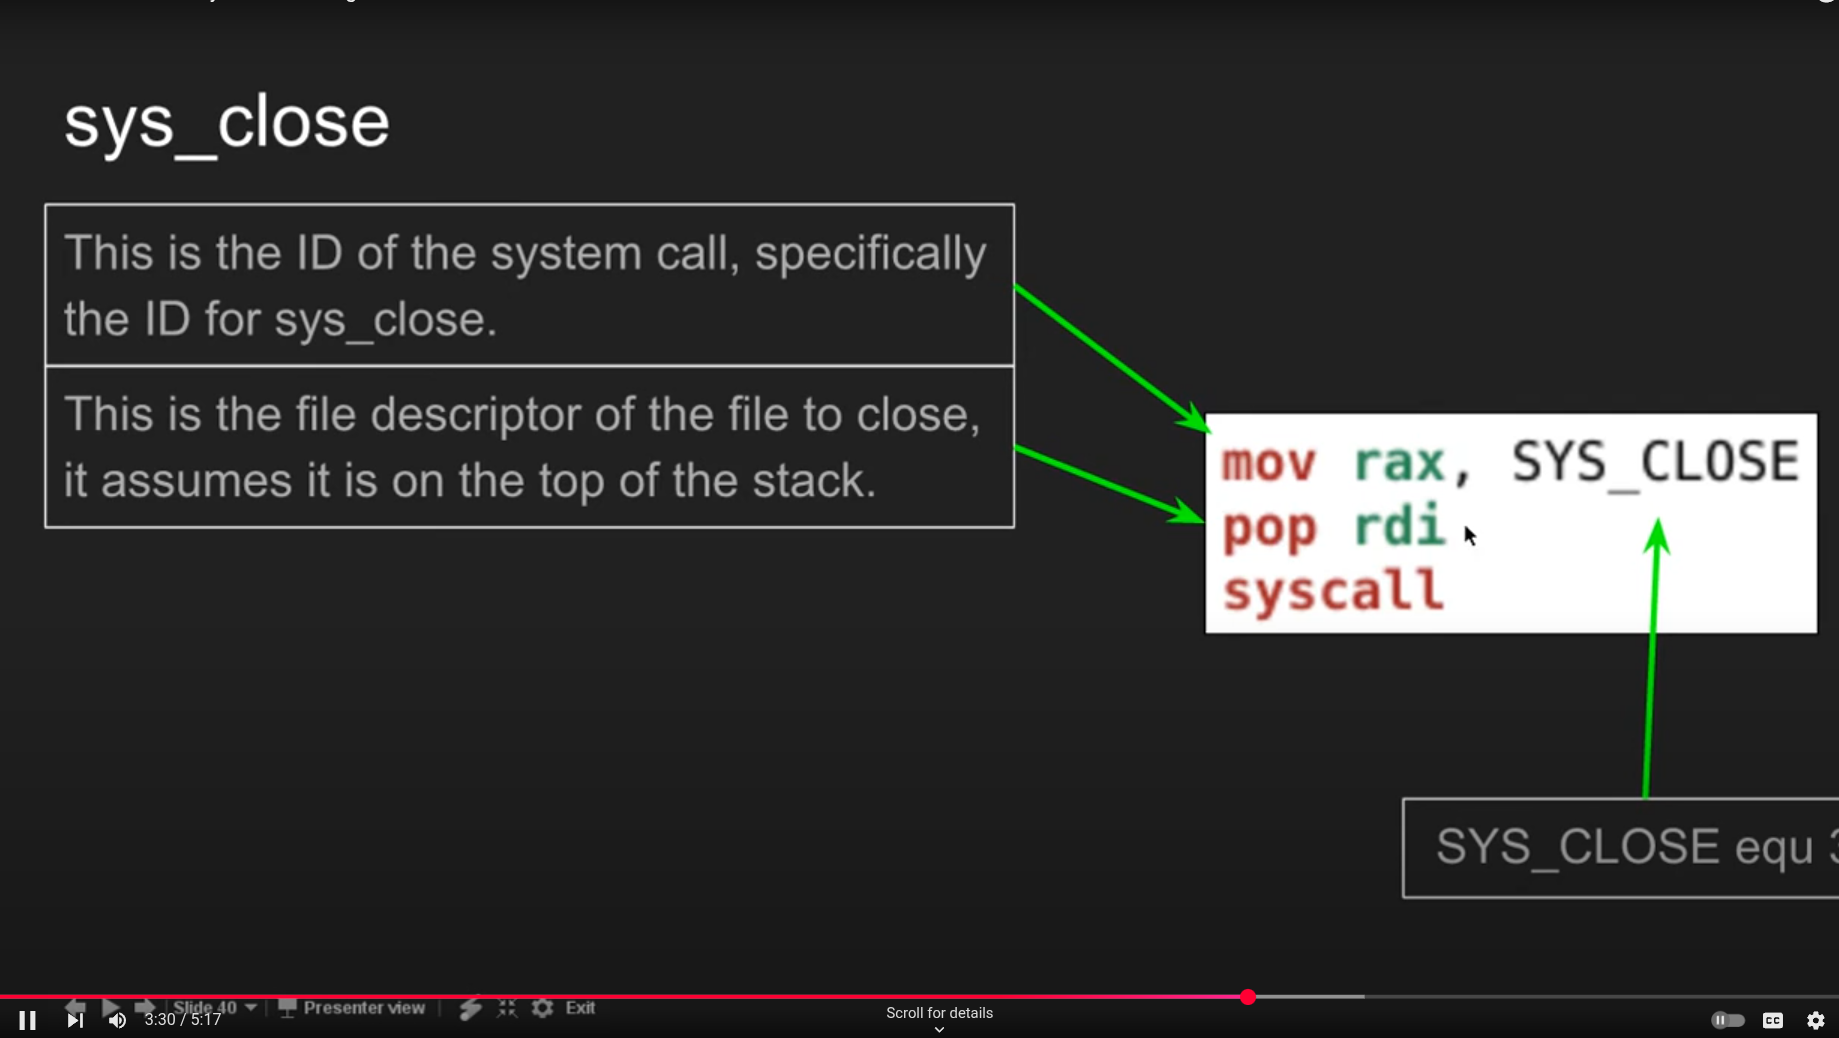 sys_close
This is the ID of the system call, specifically
the ID for sys_close.
This is the file descriptor of the file to close,
it assumes it is on the top of the stack.
mov rax, SYS_CLOSE
pop rdi
syscall
SYS_CLOSE equ 3
Slide 40
Presenter view
Exit
3:30 / 5:17
Scroll for details
CC